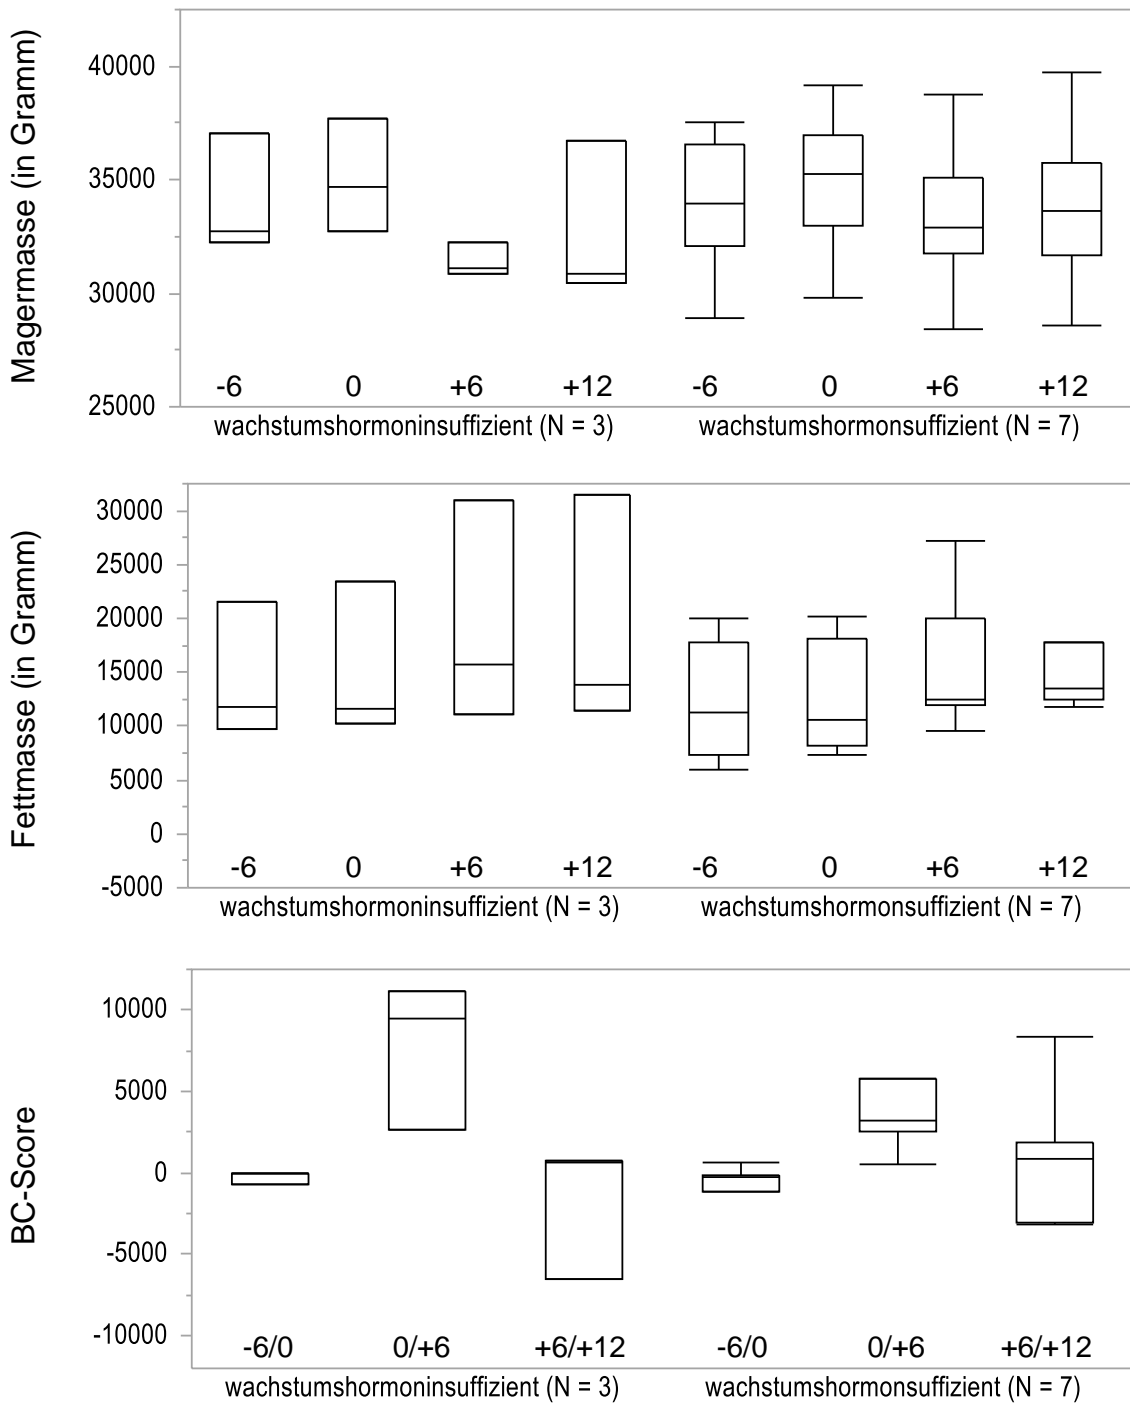 Magermasse (in Gramm)
40000
35000
30000
25000
-6 0 +6 +12 -6 0 +6 +12
wachstumshormoninsuffizient (N = 3) wachstumshormonsuffizient (N = 7)
Fettmasse (in Gramm)
30000
25000
20000
15000
10000
5000
0
-5000
-6 0 +6 +12 -6 0 +6 +12
wachstumshormoninsuffizient (N = 3) wachstumshormonsuffizient (N = 7)
BC-Score
10000
5000
0
-5000
-10000
-6/0 0/+6 +6/+12 -6/0 0/+6 +6/+12
wachstumshormoninsuffizient (N = 3) wachstumshormonsuffizient (N = 7)